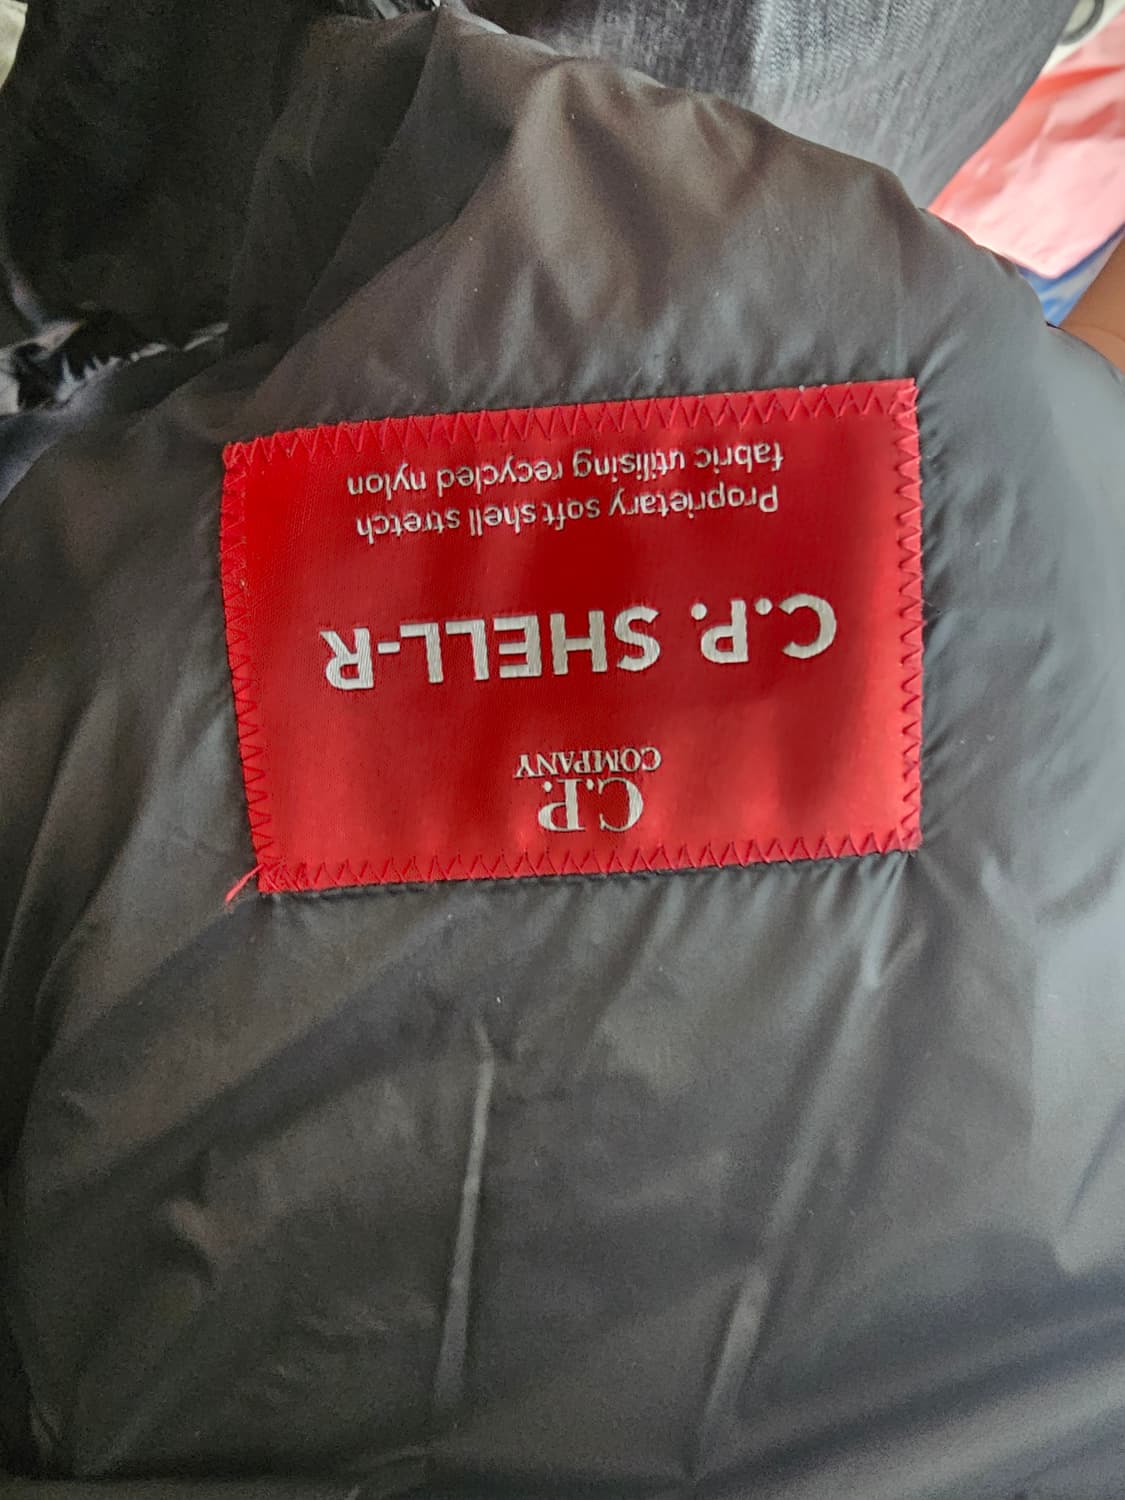 C.P.
COMPANY
C.P. SHELL-R
Proprietary soft shell stretch
fabric utilising recycled nylon